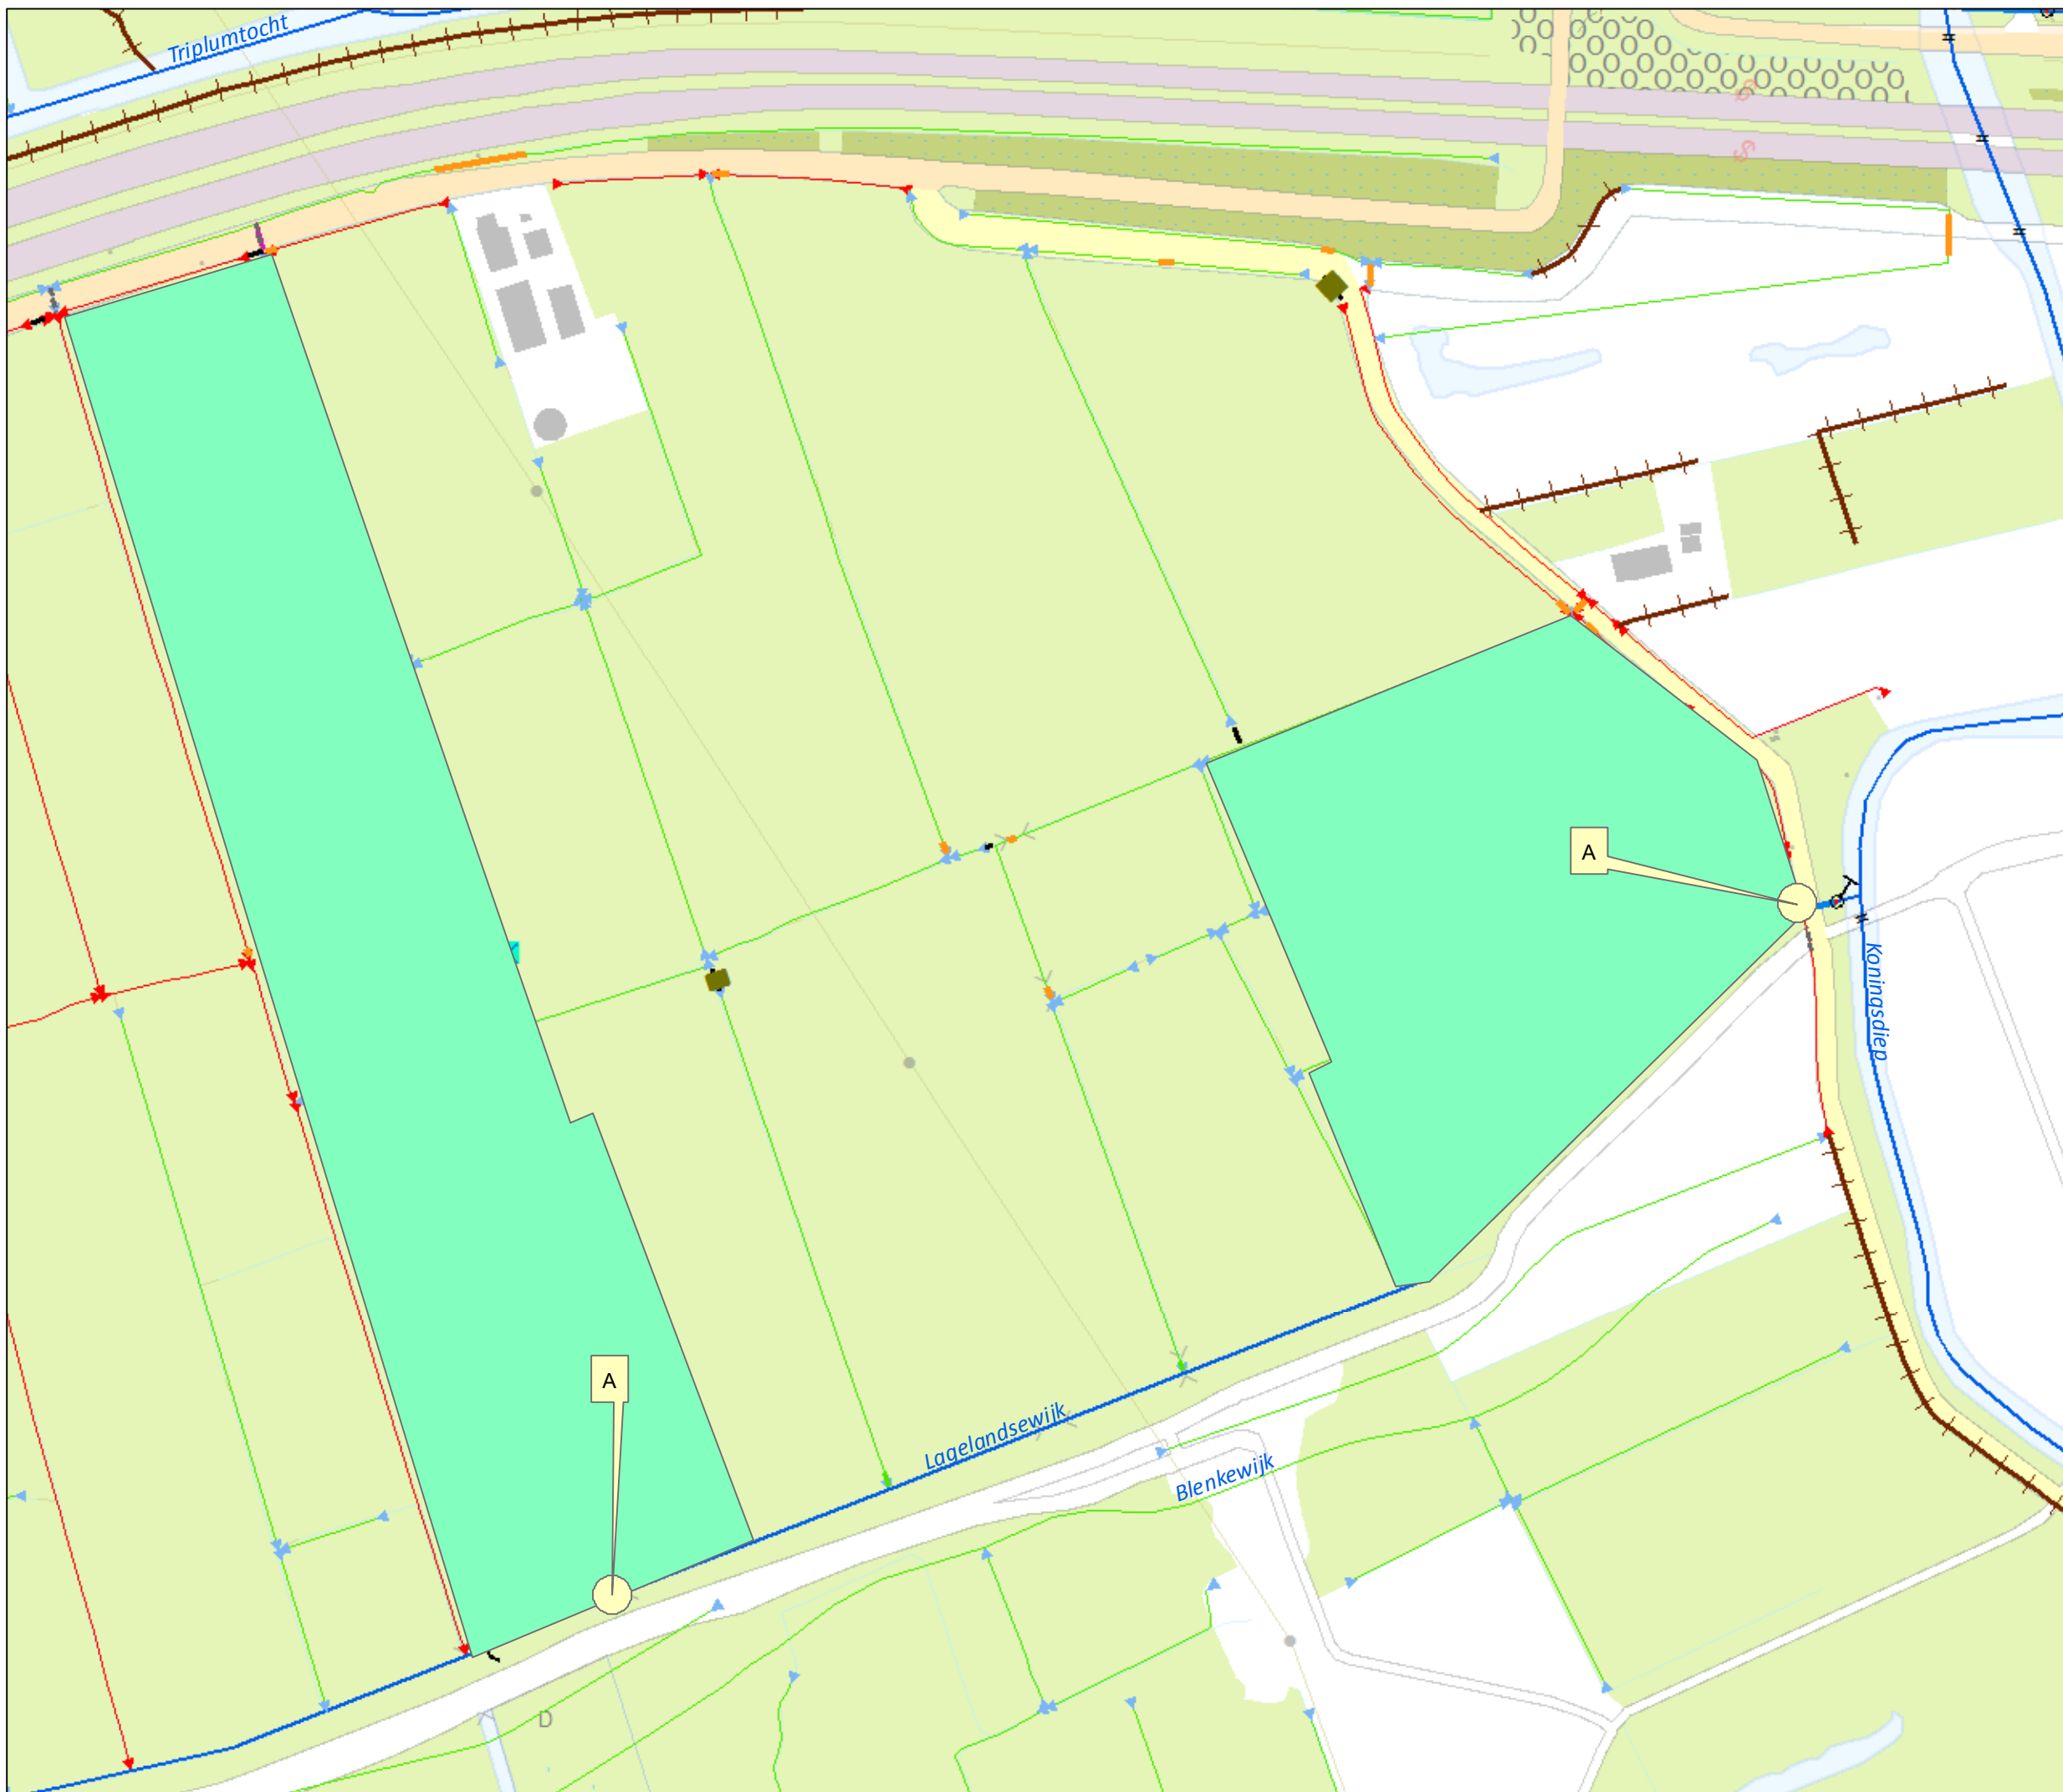 Triplumtocht
A
Koningsdiep
A
Lagelandsewijk
Blenkewijk
D